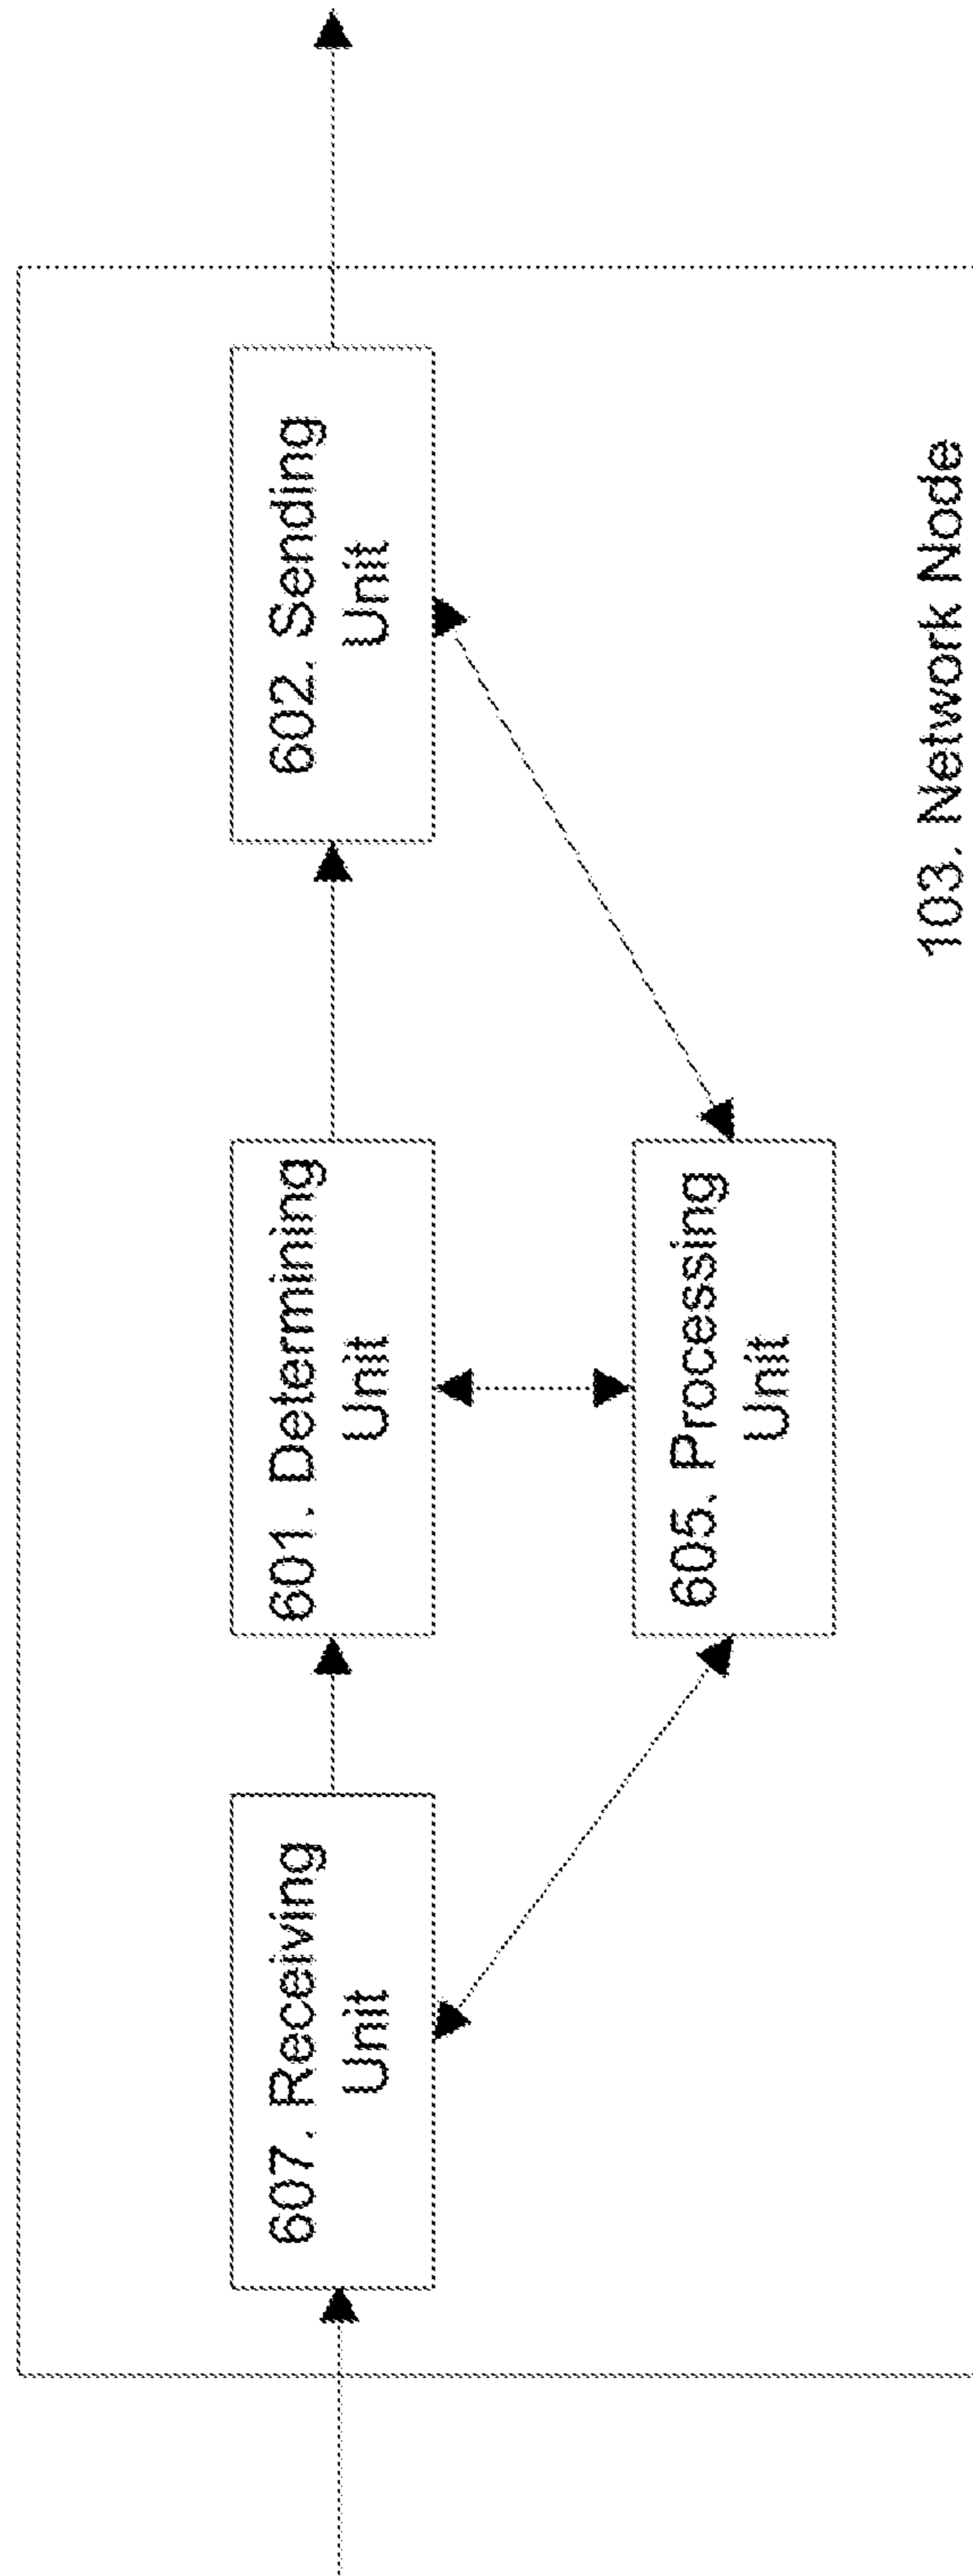 607. Receiving
Unit
601. Determining
Unit
602. Sending
Unit
605. Processing
Unit
103. Network Node